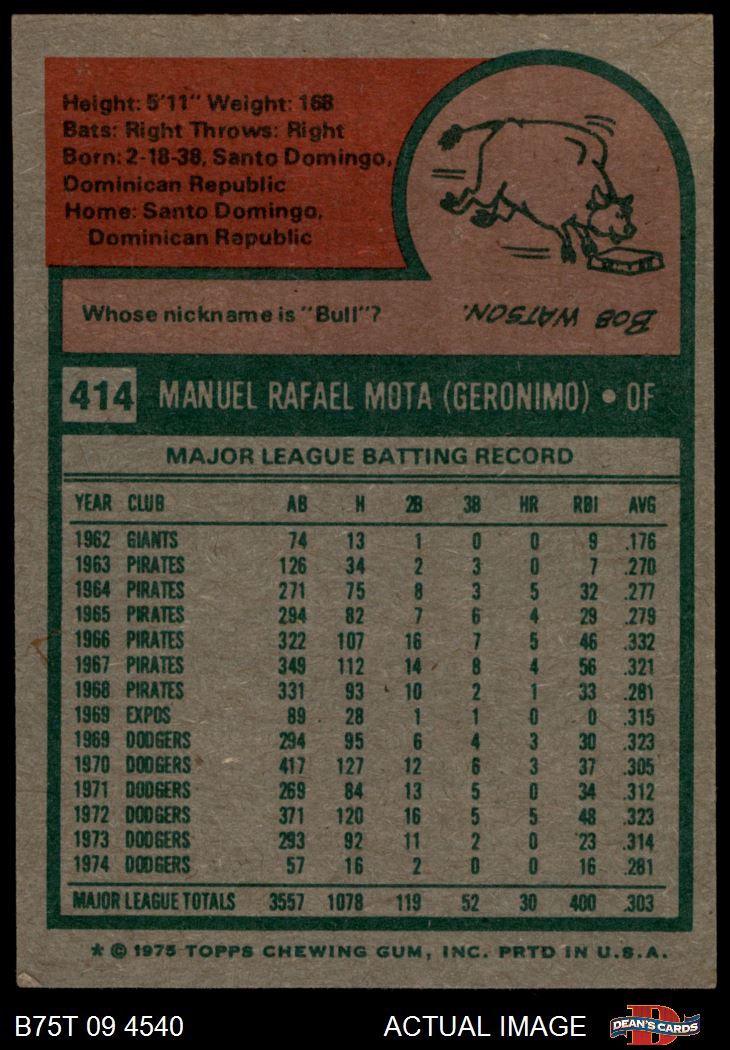 Height: 5'11" Weight: 168
Bats: Right Throws: Right
Born: 2-18-38, Santo Domingo,
Dominican Republic
Home: Santo Domingo,
Dominican Republic
Whose nickname is "Bull"?
BOB WATSON.
414 MANUEL RAFAEL MOTA (GERONIMO) • OF
MAJOR LEAGUE BATTING RECORD
YEAR CLUB AB H 2B 3B HR RBI AVG
1962 GIANTS 74 13 1 0 0 9 .176
1963 PIRATES 126 34 2 3 0 7 .270
1964 PIRATES 271 75 8 3 5 32 .277
1965 PIRATES 294 82 7 6 4 29 .279
1966 PIRATES 322 107 16 7 5 46 .332
1967 PIRATES 349 112 14 8 4 56 .321
1968 PIRATES 331 93 10 2 1 33 .281
1969 EXPOS 89 28 1 1 0 0 .315
1969 DODGERS 294 95 6 4 3 30 .323
1970 DODGERS 417 127 12 6 3 37 .305
1971 DODGERS 269 84 13 5 0 34 .312
1972 DODGERS 371 120 16 5 5 48 .323
1973 DODGERS 293 92 11 2 0 23 .314
1974 DODGERS 57 16 2 0 0 16 .281
MAJOR LEAGUE TOTALS 3557 1078 119 52 30 400 .303
* © 1975 TOPPS CHEWING GUM, INC. PRTD IN U.S.A.
B75T 09 4540 ACTUAL IMAGE D DEAN'S CARDS